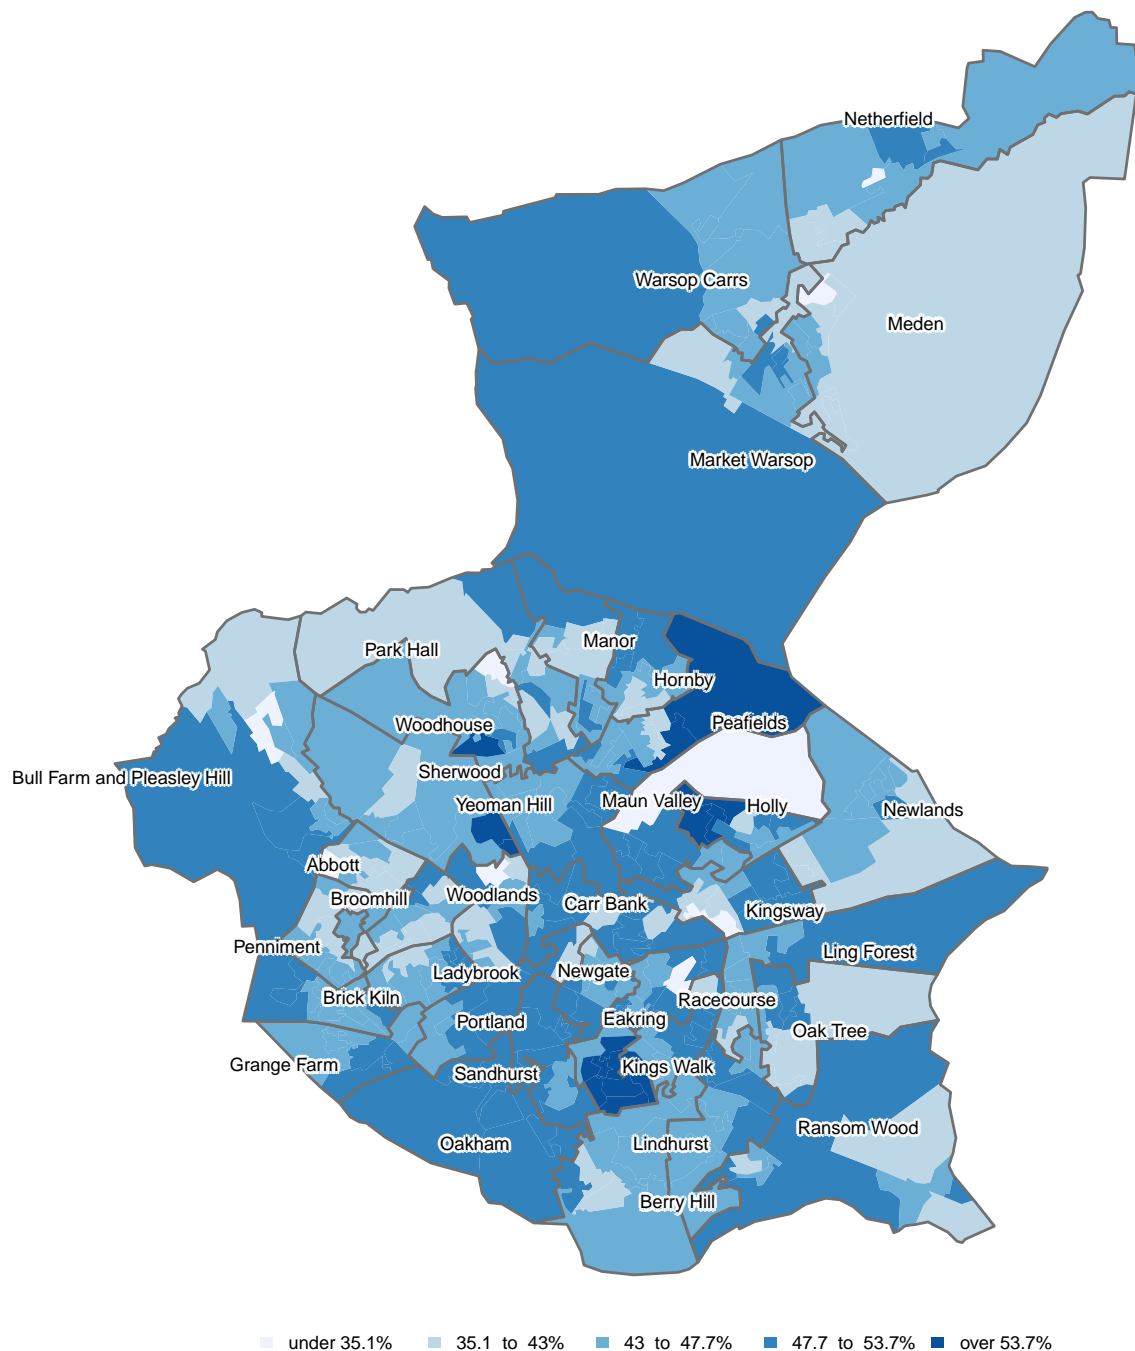 Netherfield
Warsop Carrs
Meden
Market Warsop
Manor
Park Hall
Hornby
Peafields
Woodhouse
Sherwood
Bull Farm and Pleasley Hill
Yeoman Hill
Maun Valley
Holly
Newlands
Abbott
Broomhill
Woodlands
Carr Bank
Kingsway
Penniment
Ling Forest
Ladybrook
Newgate
Brick Kiln
Racecourse
Portland
Eakring
Oak Tree
Grange Farm
Sandhurst
Kings Walk
Ransom Wood
Oakham
Lindhurst
Berry Hill
under 35.1% 35.1 to 43% 43 to 47.7% 47.7 to 53.7% over 53.7%